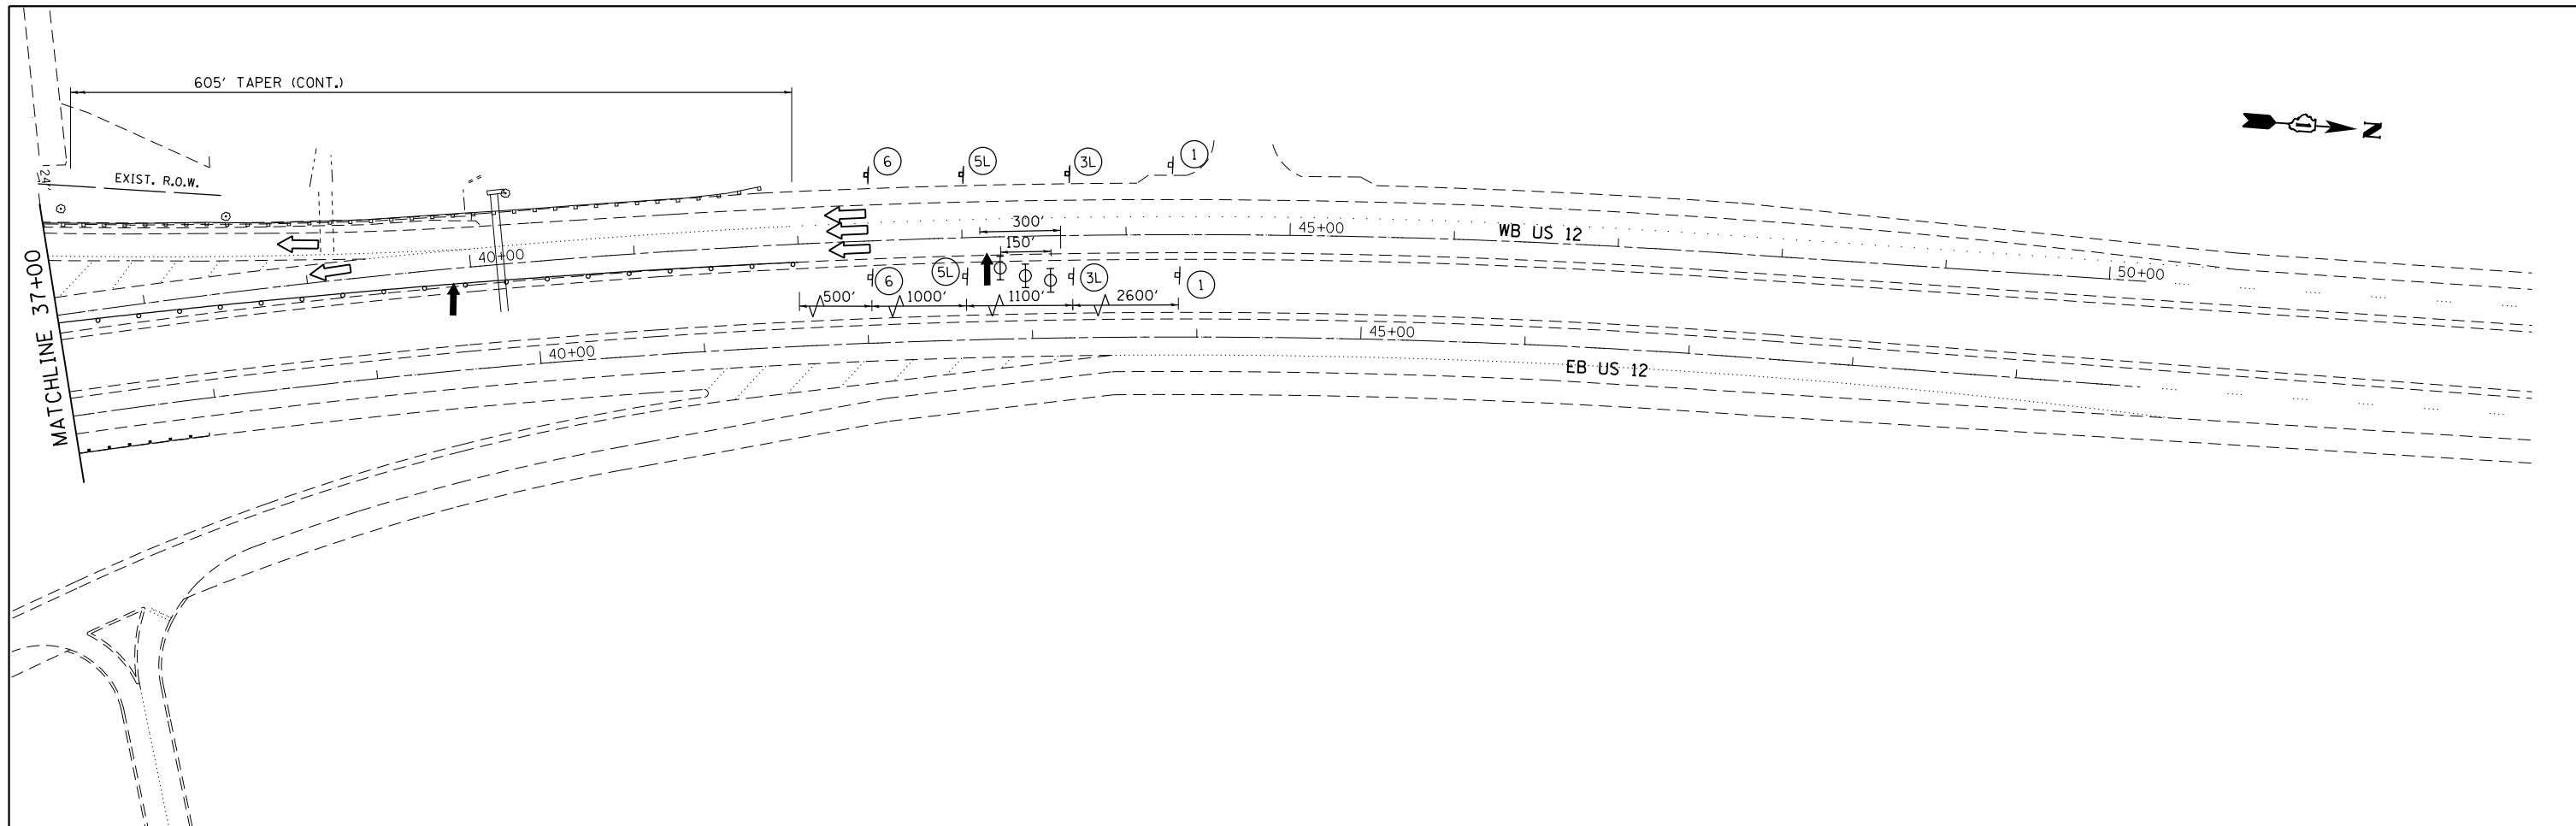 605' TAPER (CONT.)
N
6
5L
3L
1
24'
EXIST. R.O.W.
300'
45+00
WB US 12
150'
40+00
50+00
6
5L
3L
1
500'
1000'
1100'
2600'
MATCHLINE 37+00
45+00
40+00
EB US 12